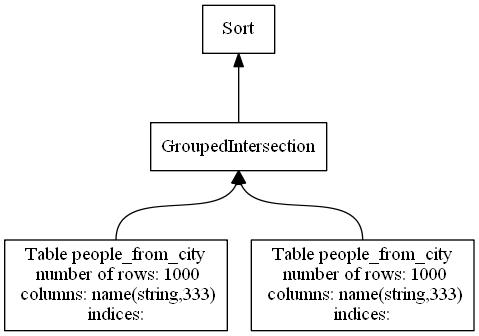 Sort
GroupedIntersection
Table people_from_city
number of rows: 1000
columns: name(string,333)
indices:
Table people_from_city
number of rows: 1000
columns: name(string,333)
indices: